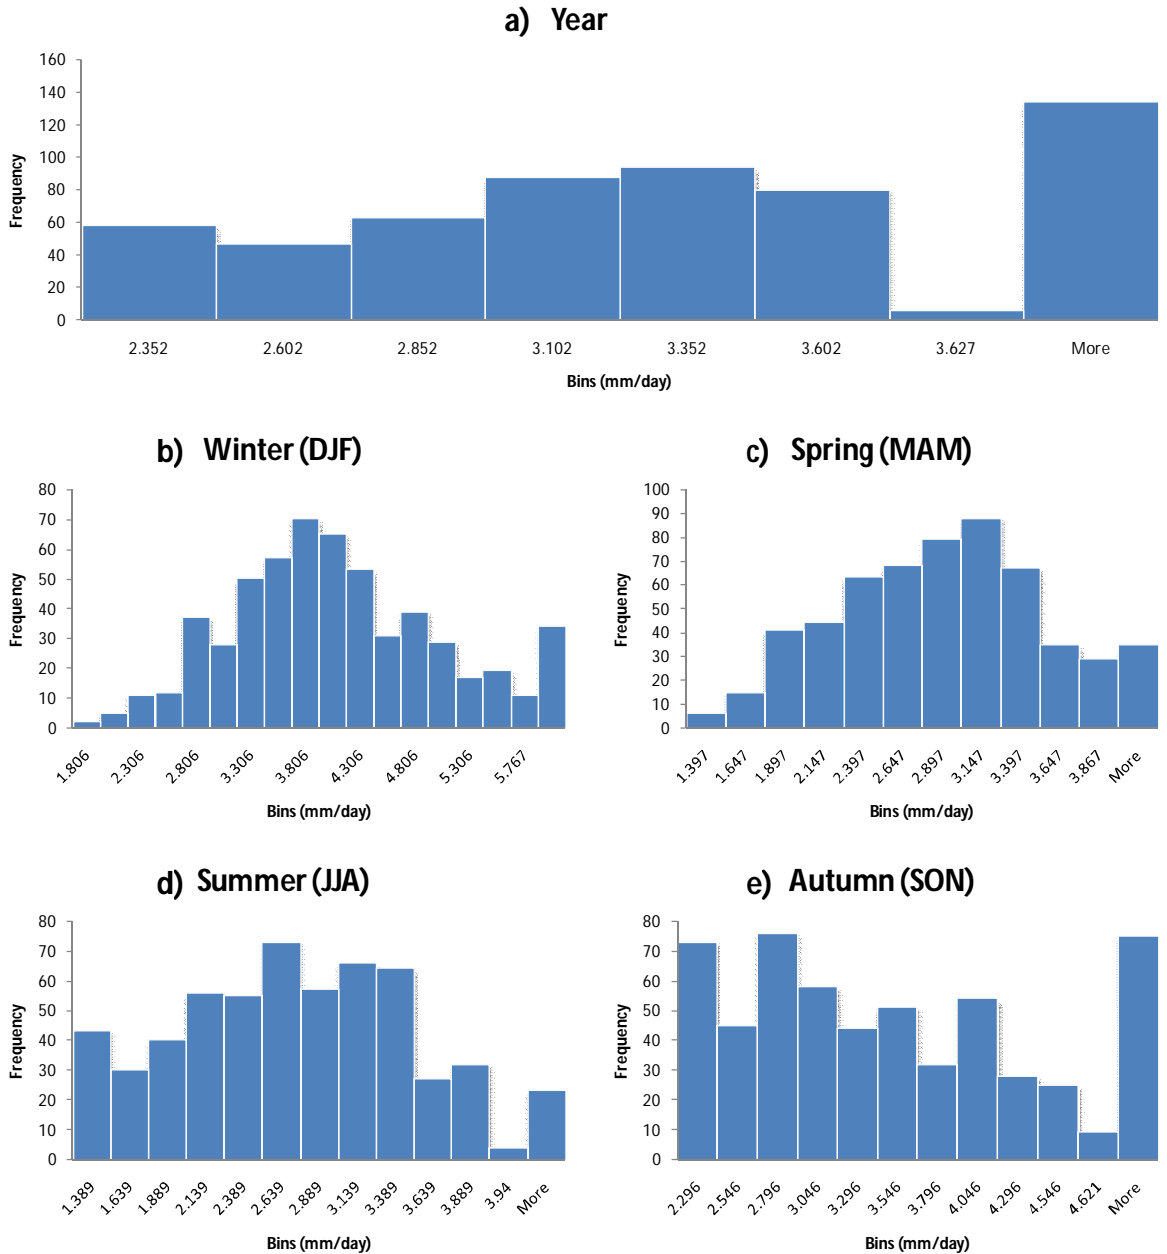 a) Year
160
140
120
100
80
60
40
20
0
Frequency
2.352 2.602 2.852 3.102 3.352 3.602 3.627 More
Bins (mm/day)
b) Winter (DJF)
80
70
60
50
40
30
20
10
0
Frequency
1.806 2.306 2.806 3.306 3.806 4.306 4.806 5.306 5.767
Bins (mm/day)
c) Spring (MAM)
100
90
80
70
60
50
40
30
20
10
0
Frequency
1.397 1.647 1.897 2.147 2.397 2.647 2.897 3.147 3.397 3.647 3.867 More
Bins (mm/day)
d) Summer (JJA)
80
70
60
50
40
30
20
10
0
Frequency
1.389 1.639 1.889 2.139 2.389 2.639 2.889 3.139 3.389 3.639 3.889 3.94 More
Bins (mm/day)
e) Autumn (SON)
80
70
60
50
40
30
20
10
0
Frequency
2.296 2.546 2.796 3.046 3.296 3.546 3.796 4.046 4.296 4.546 4.621 More
Bins (mm/day)